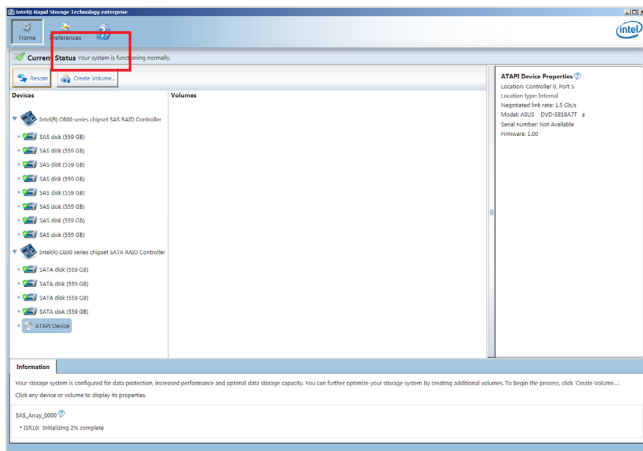 Intel® Rapid Storage Technology enterprise
Home
Preferences
intel
Current Status Your system is functioning normally.
Rescan
Create Volume..
Devices
Volumes
Intel(R) C600 series chipset SAS RAID Controller
SAS disk (559 GB)
SAS disk (559 GB)
SAS disk (559 GB)
SAS disk (559 GB)
SAS disk (559 GB)
SAS disk (559 GB)
SAS disk (559 GB)
SAS disk (559 GB)
Intel(R) C600 series chipset SATA RAID Controller
SATA disk (559 GB)
SATA disk (559 GB)
SATA disk (559 GB)
SATA disk (559 GB)
ATAPI Device
ATAPI Device Properties
Location: Controller 0, Port 5
Location type: Internal
Negotiated link rate: 1.5 Gb/s
Model: ASUS DVD-E818A7T a
Serial number: Not Available
Firmware: 1.00
Information
Your storage system is configured for data protection, increased performance and optimal data storage capacity. You can further optimize your storage system by creating additional volumes. To begin the process, click 'Create Volume...'.
Click any device or volume to display its properties.
SAS_Array_0000
• ISR10: Initializing 2% complete